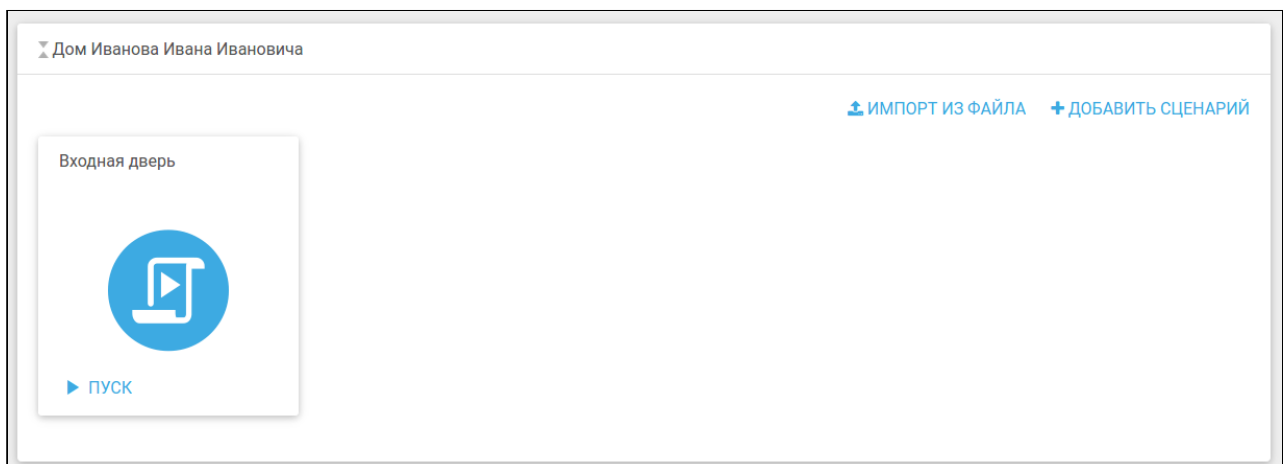 Дом Иванова Ивана Ивановича
ИМПОРТ ИЗ ФАЙЛА ДОБАВИТЬ СЦЕНАРИЙ
Входная дверь
ПУСК